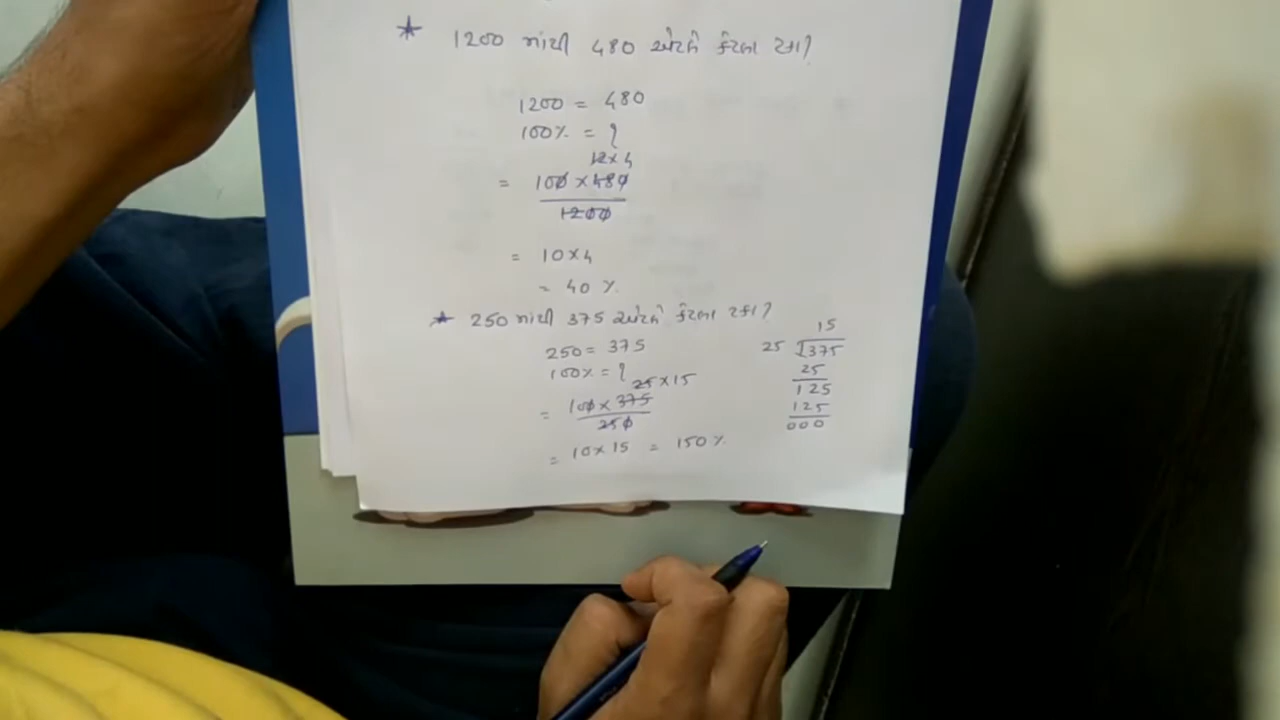 * 1200 માંથી 480 એટલે કેટલા ટકા?
1200 = 480
100% = ?
12 × 4
= 100 × 480
1200
= 10 × 4
= 40 %
* 250 માંથી 375 એટલે કેટલા ટકા?
250 = 375
100% = ?
25 × 15
= 100 × 375
250
= 10 × 15 = 150 %
15
25 √375
25
125
125
000